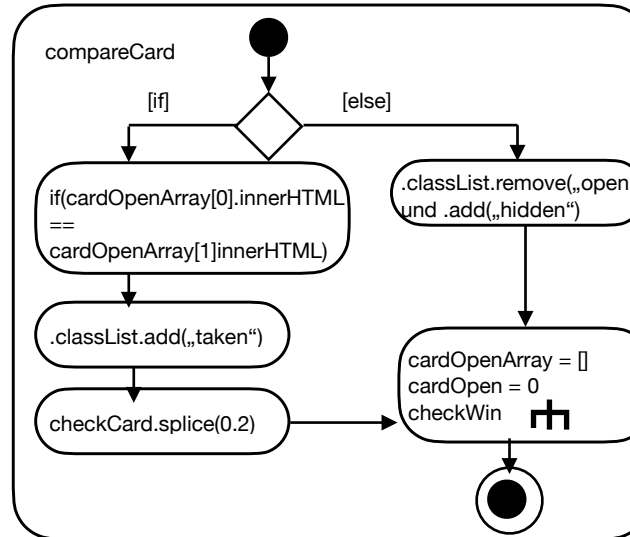 compareCard
[if]
[else]
if(cardOpenArray[0].innerHTML
==
cardOpenArray[1]innerHTML)
.classList.remove(„open
und .add(„hidden“)
.classList.add(„taken“)
cardOpenArray = []
cardOpen = 0
checkWin
checkCard.splice(0.2)